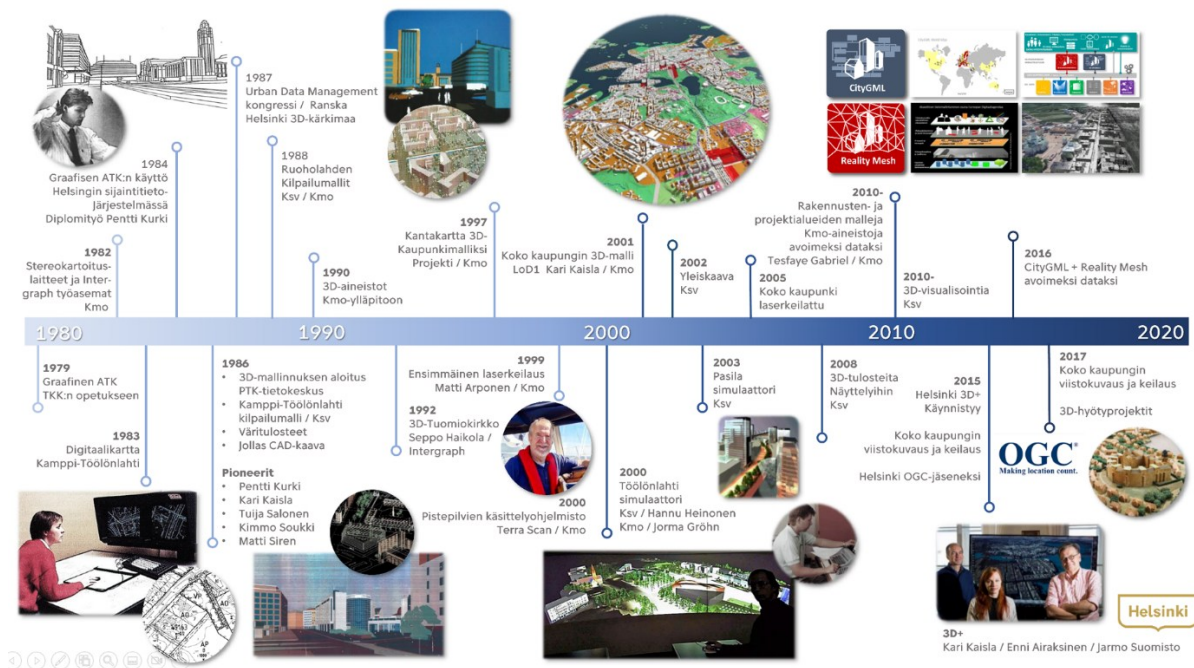 1987
Urban Data Management
kongressi / Ranska
Helsinki 3D-kärkimaa
1984
Graafisen ATK:n käyttö
Helsingin sijaintitieto-
Järjestelmässä
Diplomityö Pentti Kurki
1988
Ruoholahden
Kilpailumallit
Ksv / Kmo
1982
Stereokartoitus-
laitteet ja Inter-
graph työasemat
Kmo
1990
3D-aineistot
Kmo-ylläpitoon
1997
Kantakartta 3D-
Kaupunkimalliksi
Projekti / Kmo
2001
Koko kaupungin 3D-malli
LoD1 Kari Kaisla / Kmo
2002
Yleiskaava
Ksv
2005
Koko kaupunki
laserkeilattu
2010-
Rakennusten- ja
projektialueiden malleja
Kmo-aineistoja
avoimeksi dataksi
Tesfaye Gabriel / Kmo
2010-
3D-visualisointia
Ksv
CityGML
Reality Mesh
2016
CityGML + Reality Mesh
avoimeksi dataksi
1980
1990
2000
2010
2020
1979
Graafinen ATK
TKK:n opetukseen
1983
Digitaalikartta
Kamppi-Töölönlahti
1986
• 3D-mallinnuksen aloitus
PTK-tietokeskus
• Kamppi-Töölönlahti
kilpailumalli / Ksv
• Väritulosteet
• Jollas CAD-kaava
Pioneerit
• Pentti Kurki
• Kari Kaisla
• Tuija Salonen
• Kimmo Soukki
• Matti Siren
1992
3D-Tuomiokirkko
Seppo Haikola /
Intergraph
1999
Ensimmäinen laserkeilaus
Matti Arponen / Kmo
2000
Pistepilvien käsittelyohjelmisto
Terra Scan / Kmo
2000
Töölönlahti
simulaattori
Ksv / Hannu Heinonen
Kmo / Jorma Gröhn
2003
Pasila
simulaattori
Ksv
2008
3D-tulosteita
Näyttelyihin
Ksv
2015
Helsinki 3D+
Käynnistyy
Koko kaupungin
viistokuvaus ja keilaus
Helsinki OGC-jäseneksi
OGC®
Making location count.
2017
Koko kaupungin
viistokuvaus ja keilaus
3D-hyötyprojektit
3D+
Kari Kaisla / Enni Airaksinen / Jarmo Suomisto
Helsinki